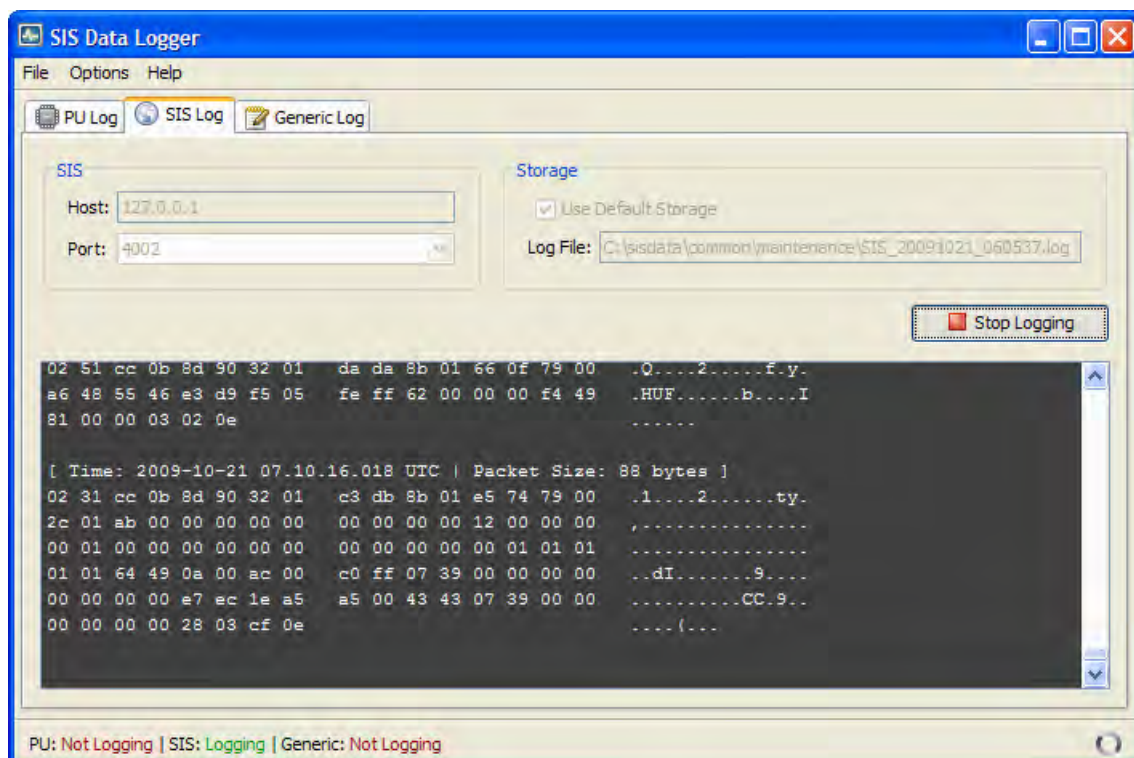 SIS Data Logger
File Options Help
PU Log SIS Log Generic Log
SIS
Host: 127.0.0.1
Port: 4002
Storage
Use Default Storage
Log File: C:\sisdata\common\maintenance\SIS_20091021_060537.log
Stop Logging
02 51 cc 0b 8d 90 32 01 da da 8b 01 66 0f 79 00 .Q....2.....f.y.
a6 48 55 46 e3 d9 f5 05 fe ff 62 00 00 00 f4 49 .HUF......b....I
81 00 00 03 02 0e ......
[ Time: 2009-10-21 07.10.16.018 UTC | Packet Size: 88 bytes ]
02 31 cc 0b 8d 90 32 01 c3 db 8b 01 e5 74 79 00 .1....2......ty.
2c 01 ab 00 00 00 00 00 00 00 00 00 12 00 00 00 ,...............
00 01 00 00 00 00 00 00 00 00 00 00 00 01 01 01 ................
01 01 64 49 0a 00 ac 00 c0 ff 07 39 00 00 00 00 ..dI.......9....
00 00 00 00 e7 ec 1e a5 a5 00 43 43 07 39 00 00 ..........CC.9..
00 00 00 00 28 03 cf 0e ....(...
PU: Not Logging | SIS: Logging | Generic: Not Logging